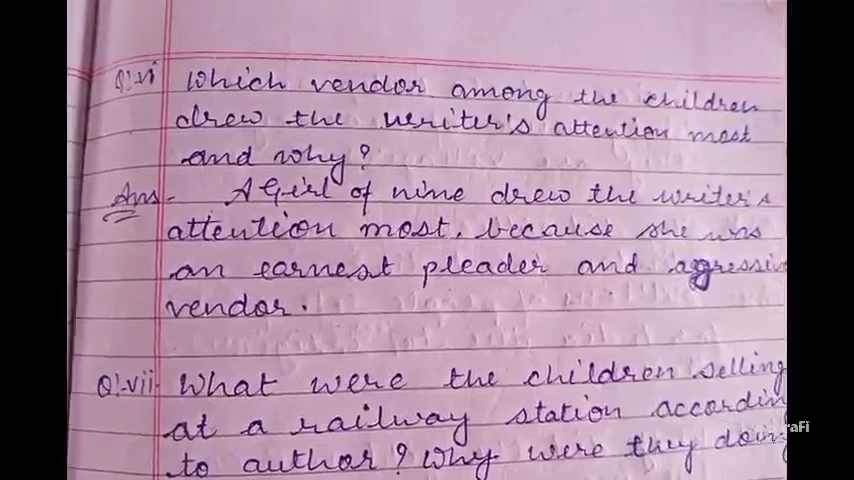 Q:vi which vendor among the children
drew the writer's attention most
and why?
Ans- A Girl of nine drew the writer's
attention most, because she was
an earnest pleader and aggressiv
vendor.
Q:-vii- What were the children selling
at a railway station accordin
to author? Why were they doing